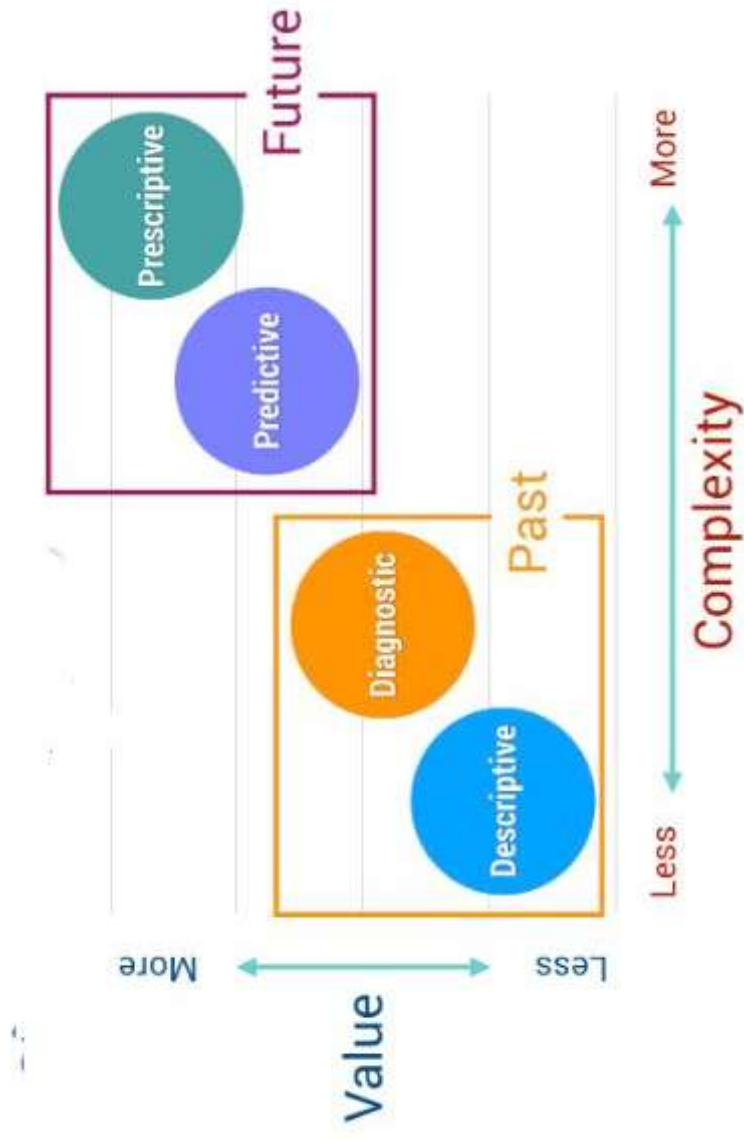 Value
More
Less
Future
Prescriptive
Predictive
Past
Diagnostic
Descriptive
Less
More
Complexity